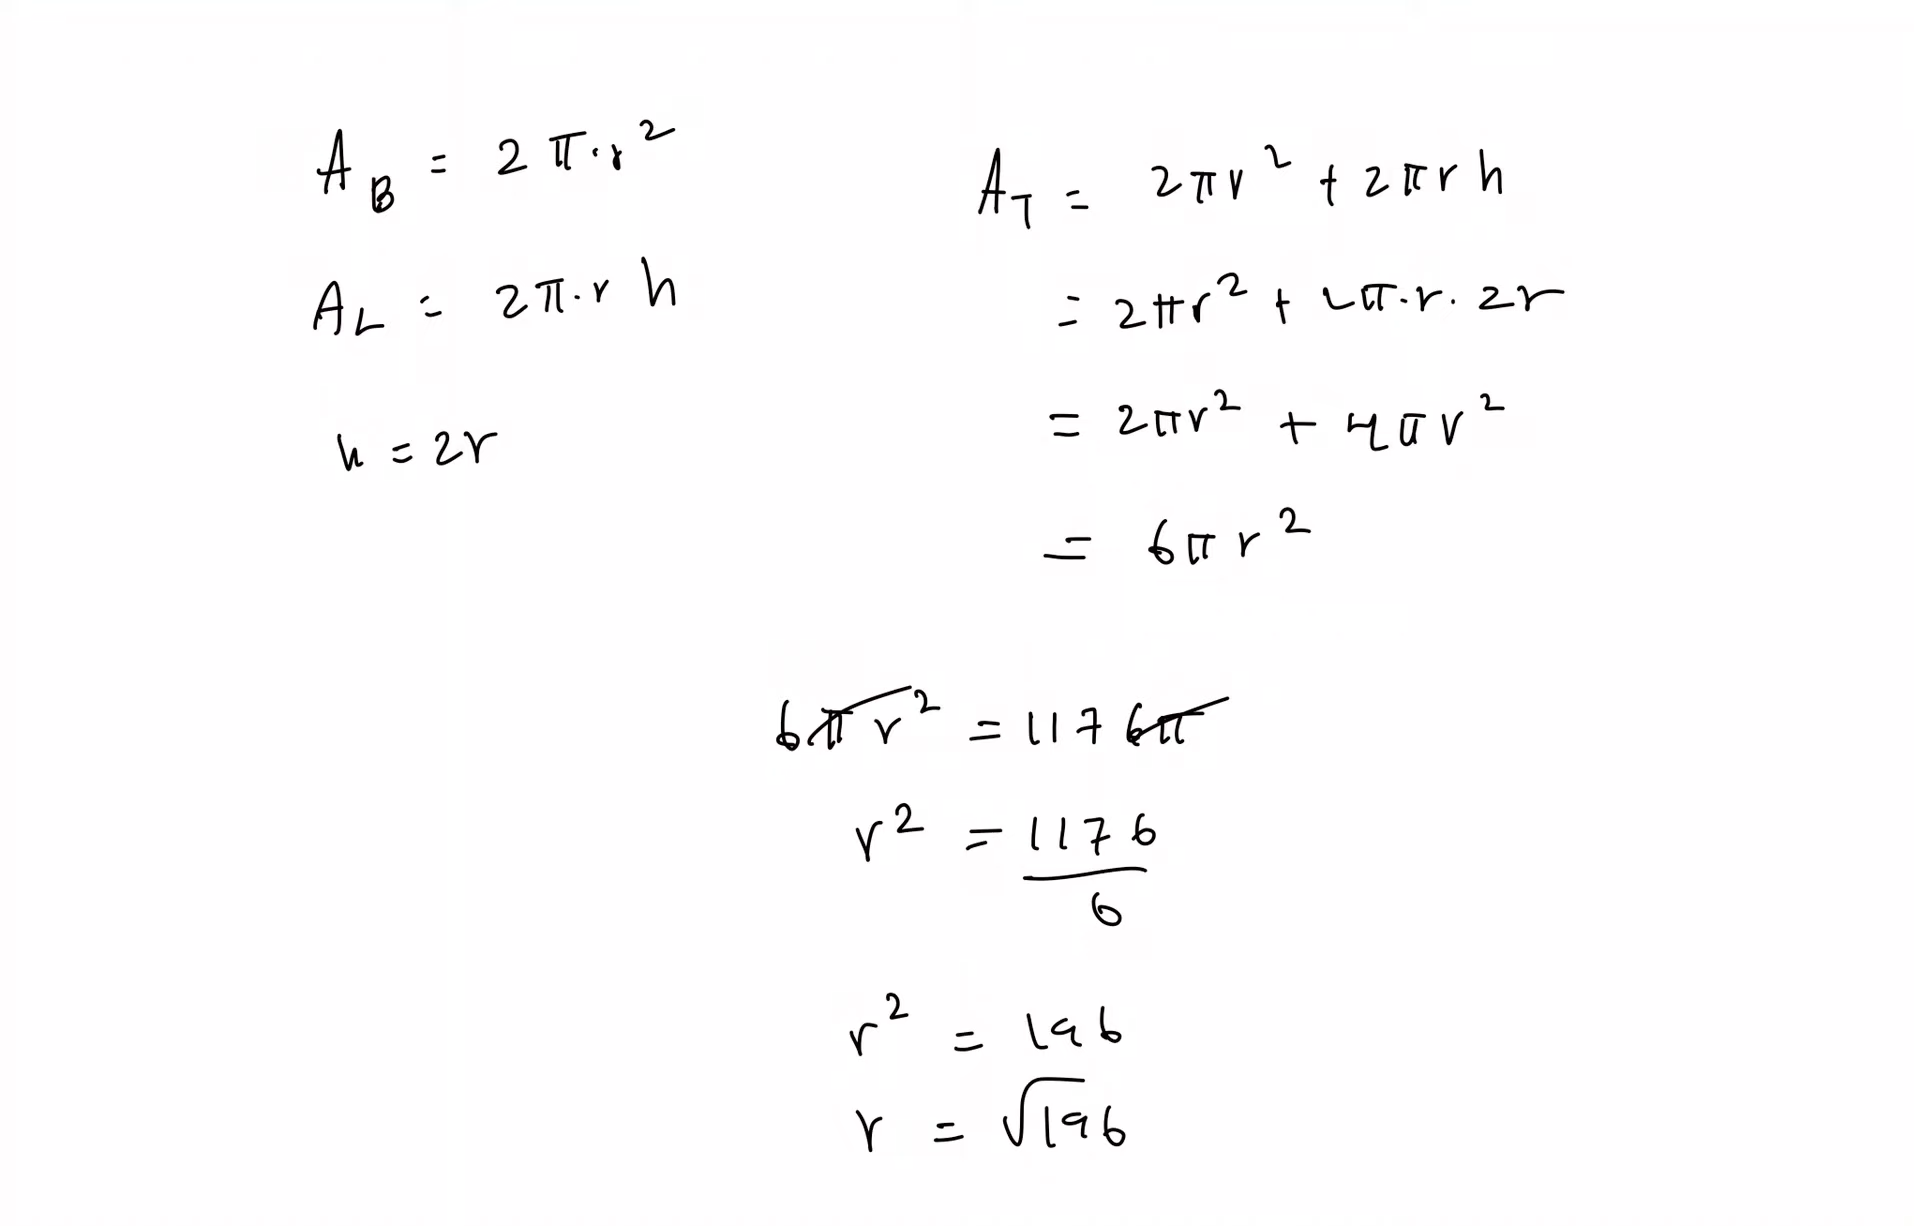 A_B = 2π·r²
A_L = 2π·r h
h = 2r
A_T = 2πr² + 2πrh
= 2πr² + 2π·r·2r
= 2πr² + 4πr²
= 6πr²
6πr² = 1176π
r² = 1176/6
r² = 196
r = √196